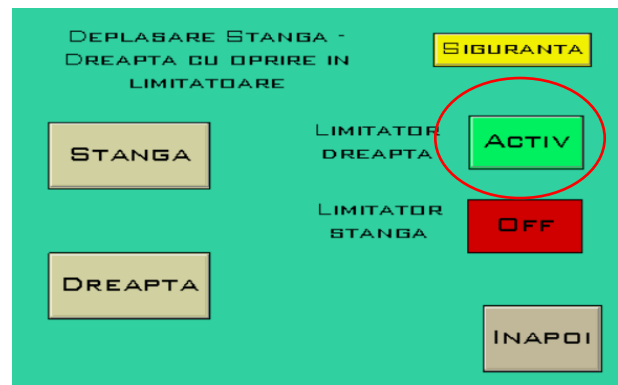 DEPLASARE STANGA -
DREAPTA CU OPRIRE IN
LIMITATOARE
SIGURANTA
STANGA
LIMITATOR
DREAPTA
ACTIV
LIMITATOR
STANGA
OFF
DREAPTA
INAPOI